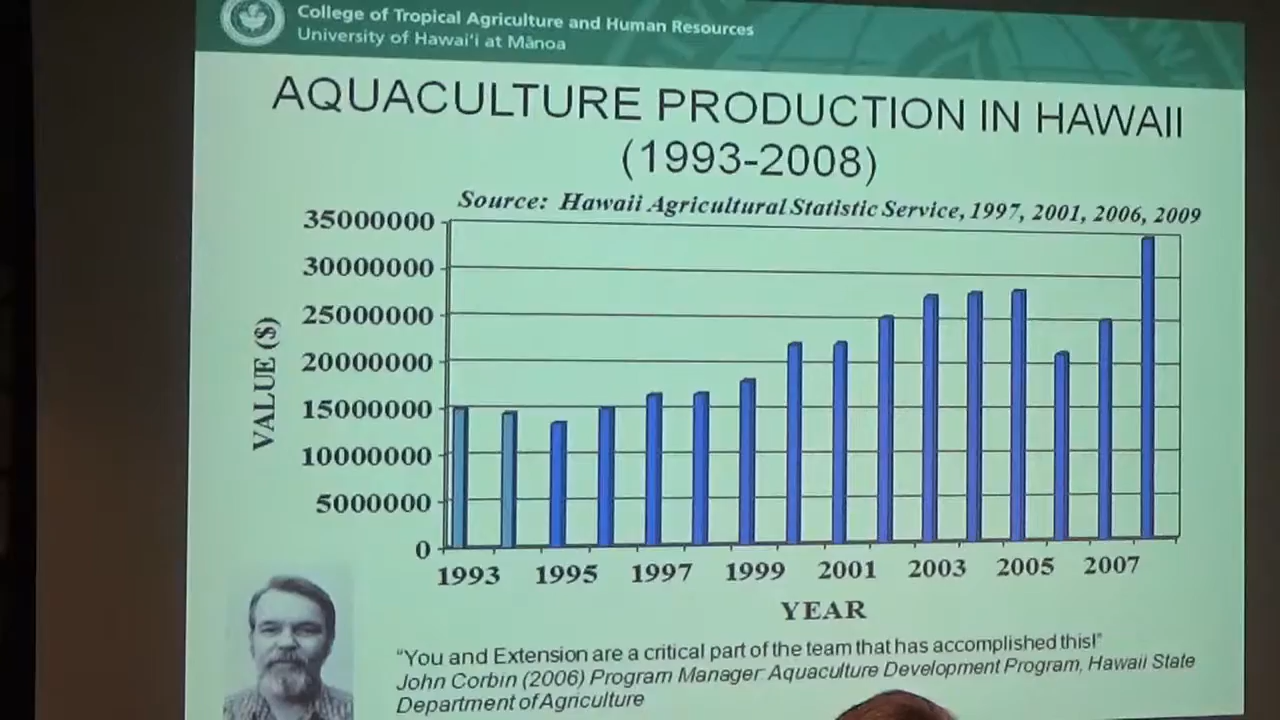 College of Tropical Agriculture and Human Resources
University of Hawai'i at Mānoa
AQUACULTURE PRODUCTION IN HAWAII
(1993-2008)
Source: Hawaii Agricultural Statistic Service, 1997, 2001, 2006, 2009
35000000
30000000
25000000
20000000
15000000
10000000
5000000
0
VALUE ($)
1993 1995 1997 1999 2001 2003 2005 2007
YEAR
"You and Extension are a critical part of the team that has accomplished this!"
John Corbin (2006) Program Manager Aquaculture Development Program, Hawaii State
Department of Agriculture